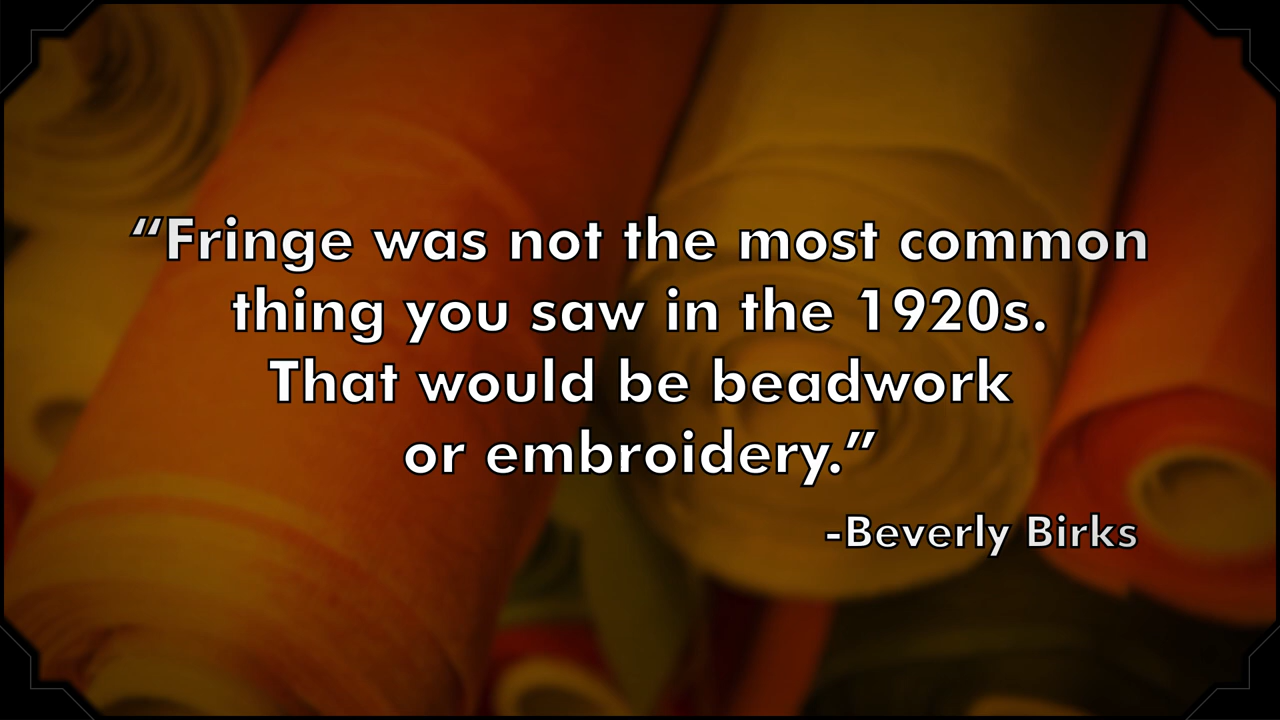 “Fringe was not the most common
thing you saw in the 1920s.
That would be beadwork
or embroidery.”
-Beverly Birks